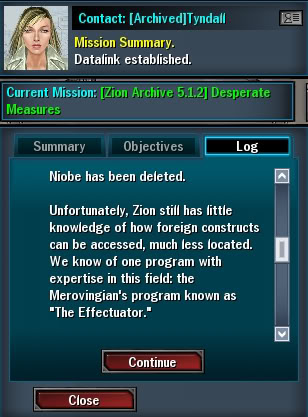 Contact: [Archived]Tyndall
Mission Summary.
Datalink established.
Current Mission: [Zion Archive 5.1.2] Desperate
Measures
Summary
Objectives
Log
Niobe has been deleted.
Unfortunately, Zion still has little
knowledge of how foreign constructs
can be accessed, much less located.
We know of one program with
expertise in this field: the
Merovingian's program known as
"The Effectuator."
Continue
Close